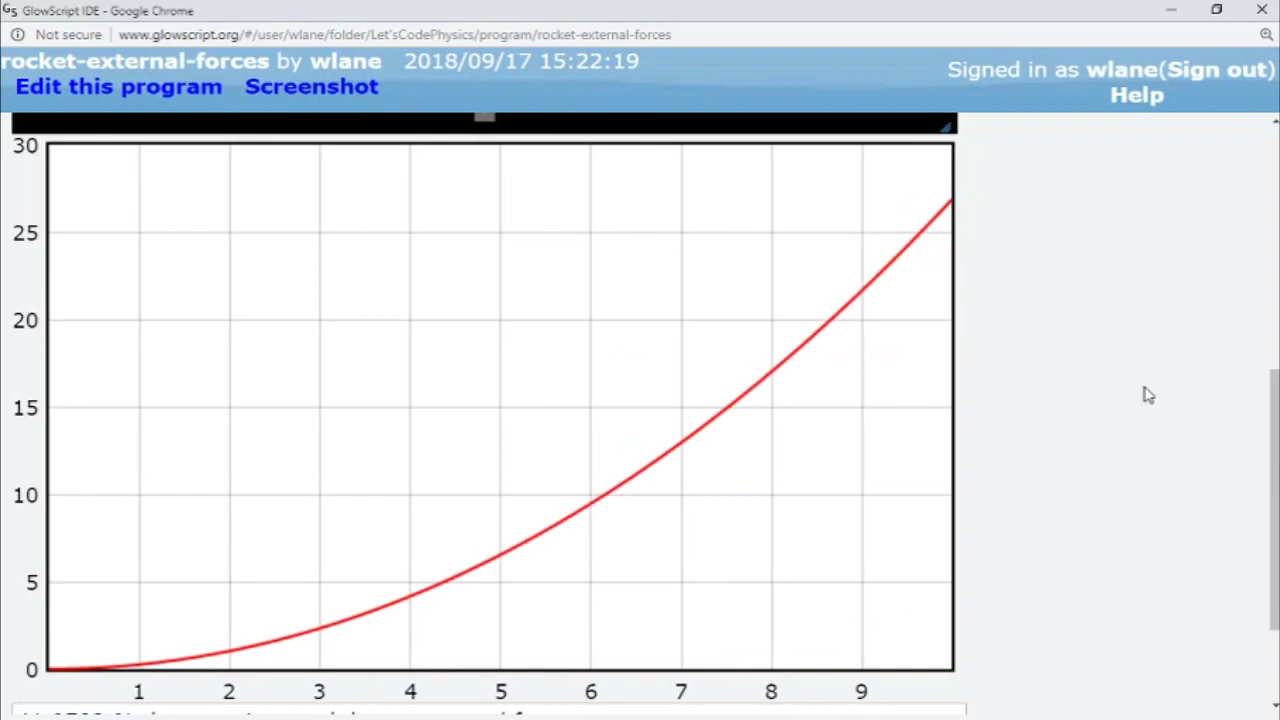 GlowScript IDE - Google Chrome
Not secure www.glowscript.org/#/user/wlane/folder/Let'sCodePhysics/program/rocket-external-forces
rocket-external-forces by wlane 2018/09/17 15:22:19
Signed in as wlane(Sign out)
Edit this program Screenshot
Help
30
25
20
15
10
5
0
1 2 3 4 5 6 7 8 9